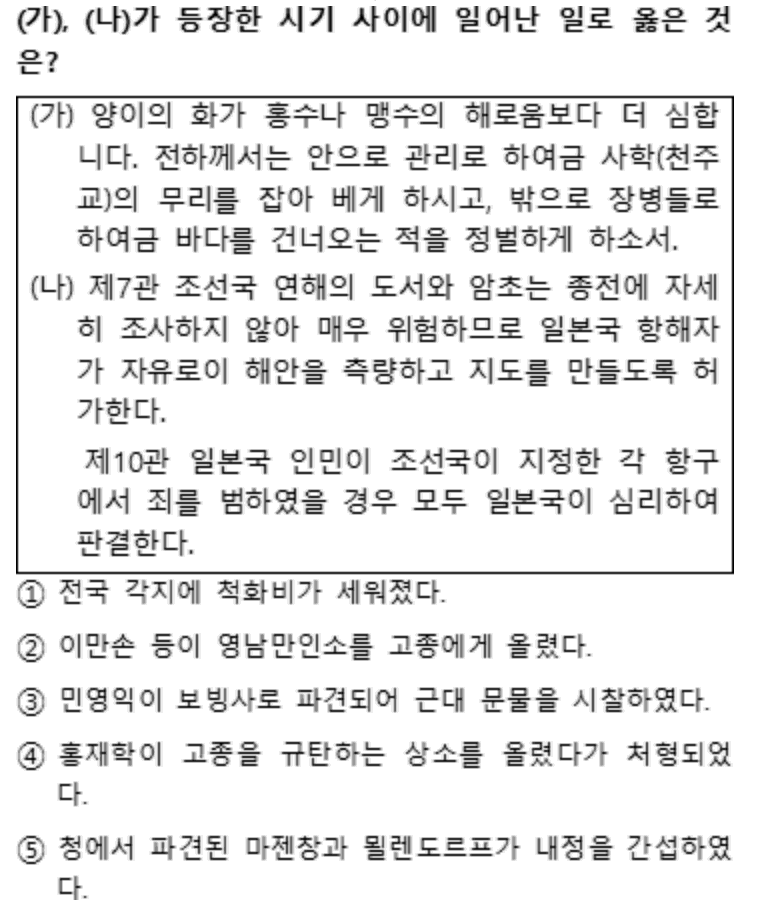 (가), (나)가 등장한 시기 사이에 일어난 일로 옳은 것
은?
(가) 양이의 화가 홍수나 맹수의 해로움보다 더 심합
니다. 전하께서는 안으로 관리로 하여금 사학(천주
교)의 무리를 잡아 베게 하시고, 밖으로 장병들로
하여금 바다를 건너오는 적을 정벌하게 하소서.
(나) 제7관 조선국 연해의 도서와 암초는 종전에 자세
히 조사하지 않아 매우 위험하므로 일본국 항해자
가 자유로이 해안을 측량하고 지도를 만들도록 허
가한다.
제10관 일본국 인민이 조선국이 지정한 각 항구
에서 죄를 범하였을 경우 모두 일본국이 심리하여
판결한다.
① 전국 각지에 척화비가 세워졌다.
② 이만손 등이 영남만인소를 고종에게 올렸다.
③ 민영익이 보빙사로 파견되어 근대 문물을 시찰하였다.
④ 홍재학이 고종을 규탄하는 상소를 올렸다가 처형되었
다.
⑤ 청에서 파견된 마젠창과 묄렌도르프가 내정을 간섭하였
다.